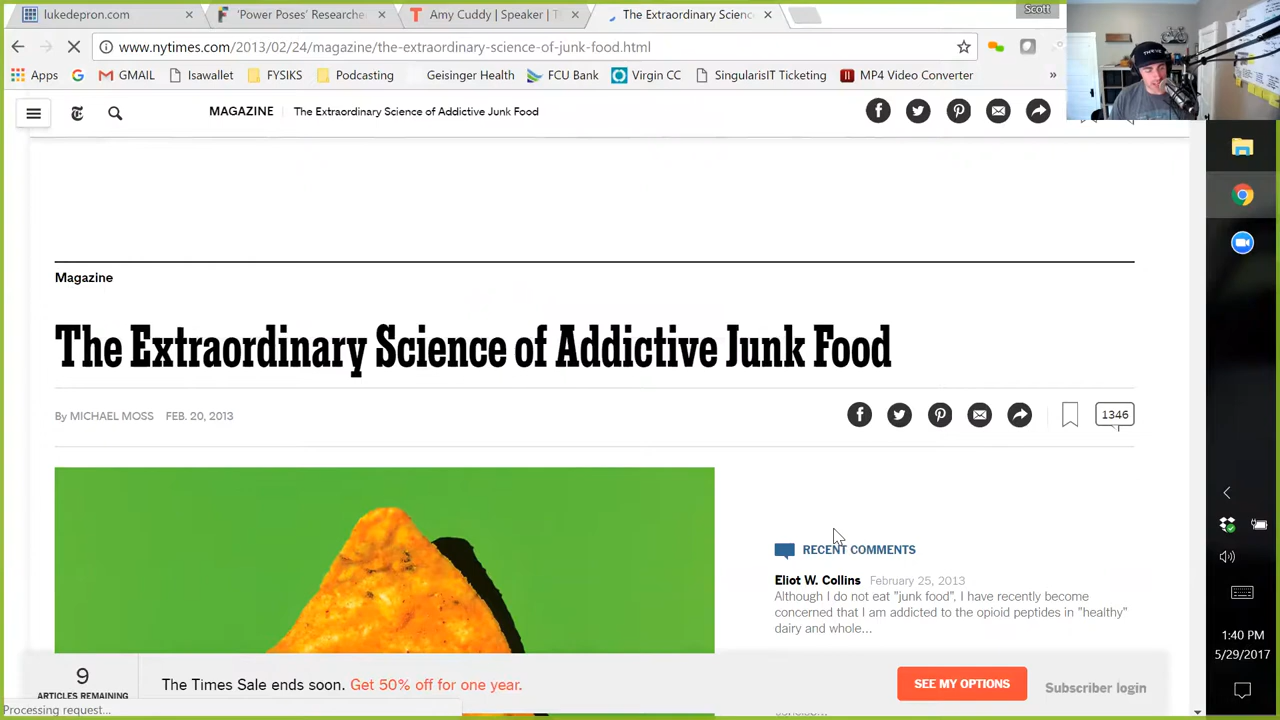 lukedepron.com
'Power Poses' Researche
Amy Cuddy | Speaker | T
The Extraordinary Scienc
Scott
www.nytimes.com/2013/02/24/magazine/the-extraordinary-science-of-junk-food.html
Apps
GMAIL
Isawallet
FYSIKS
Podcasting
Geisinger Health
FCU Bank
Virgin CC
SingularisIT Ticketing
MP4 Video Converter
»
MAGAZINE
The Extraordinary Science of Addictive Junk Food
Magazine
The Extraordinary Science of Addictive Junk Food
By MICHAEL MOSS FEB. 20, 2013
1346
RECENT COMMENTS
Eliot W. Collins February 25, 2013
Although I do not eat "junk food", I have recently become
concerned that I am addicted to the opioid peptides in "healthy"
dairy and whole...
9
ARTICLES REMAINING
The Times Sale ends soon. Get 50% off for one year.
SEE MY OPTIONS
Subscriber login
Processing request...
1:40 PM
5/29/2017